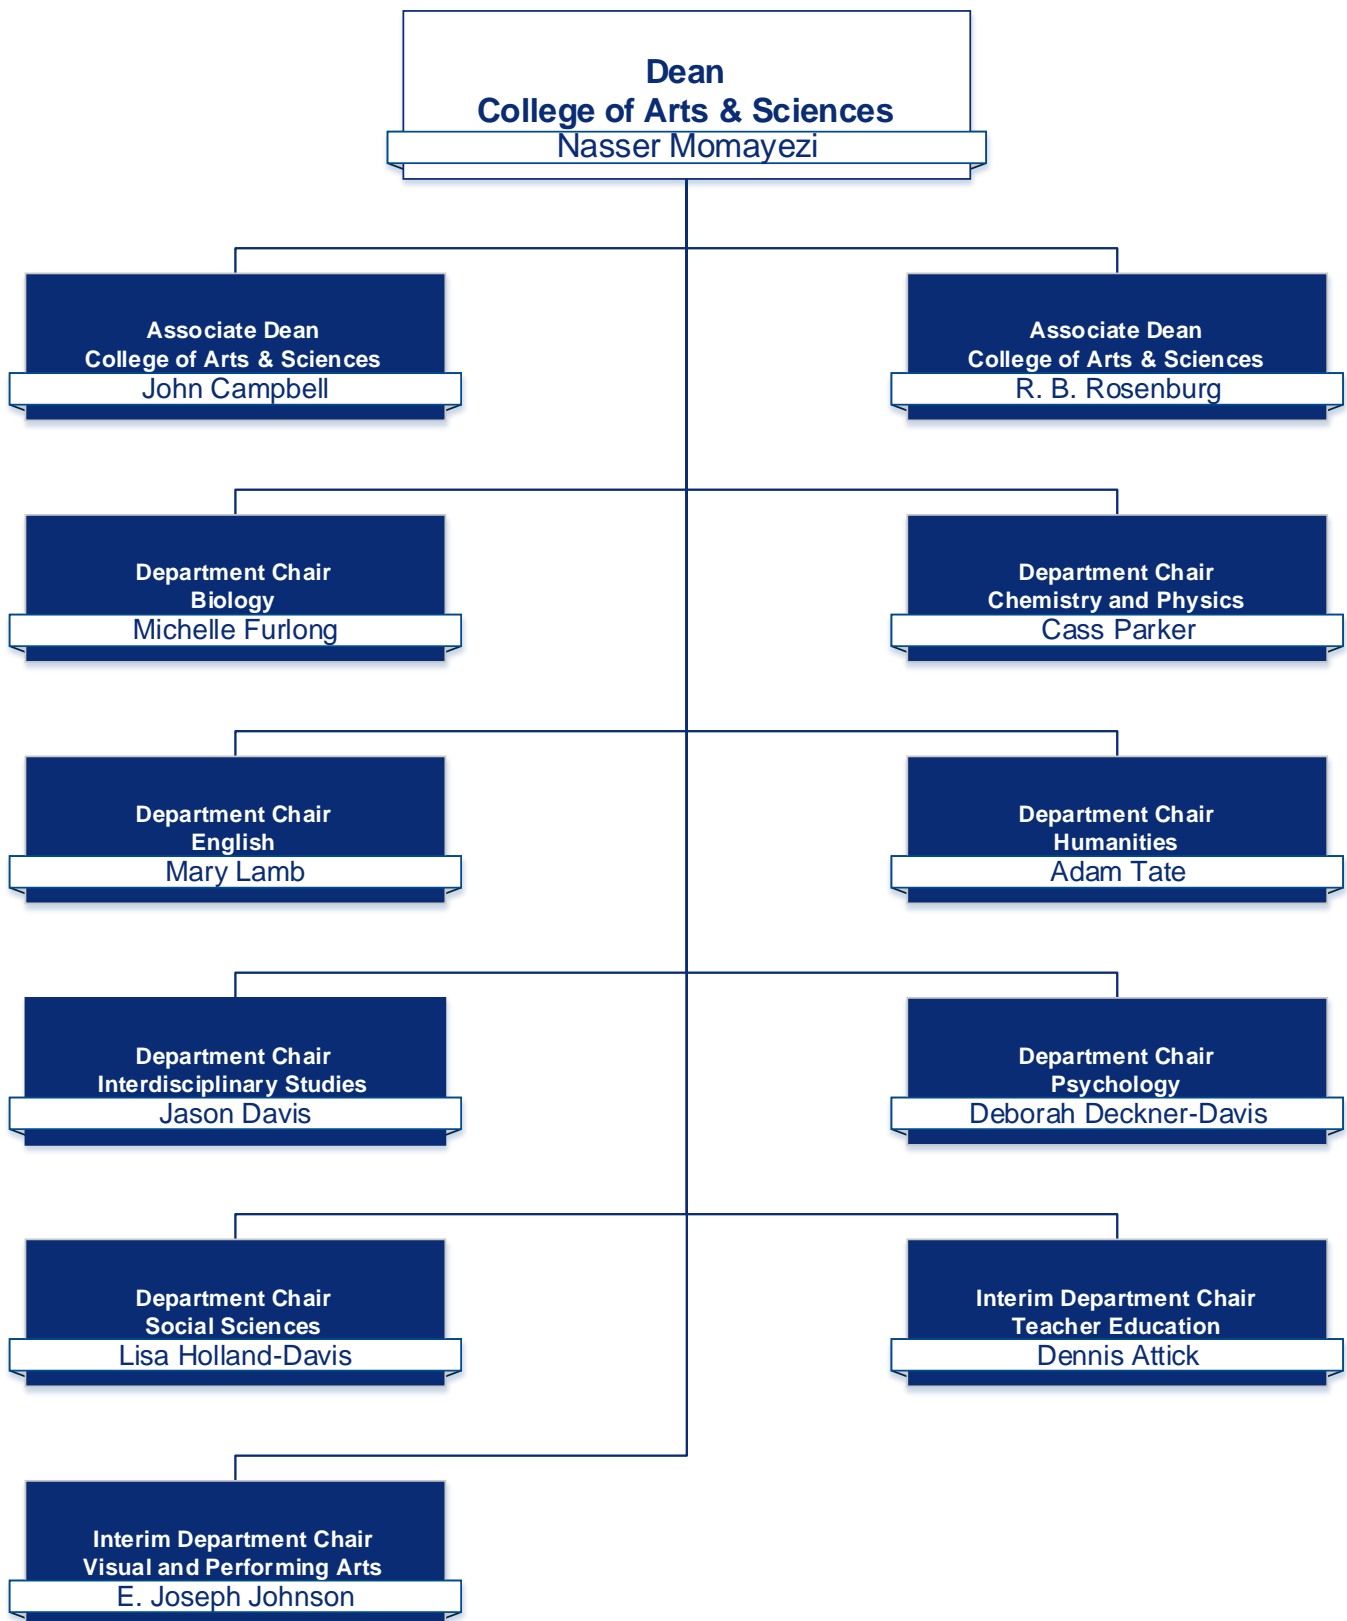 Dean
College of Arts & Sciences
Nasser Momayezi
Associate Dean
College of Arts & Sciences
John Campbell
Associate Dean
College of Arts & Sciences
R. B. Rosenburg
Department Chair
Biology
Michelle Furlong
Department Chair
Chemistry and Physics
Cass Parker
Department Chair
English
Mary Lamb
Department Chair
Humanities
Adam Tate
Department Chair
Interdisciplinary Studies
Jason Davis
Department Chair
Psychology
Deborah Deckner-Davis
Department Chair
Social Sciences
Lisa Holland-Davis
Interim Department Chair
Teacher Education
Dennis Attick
Interim Department Chair
Visual and Performing Arts
E. Joseph Johnson